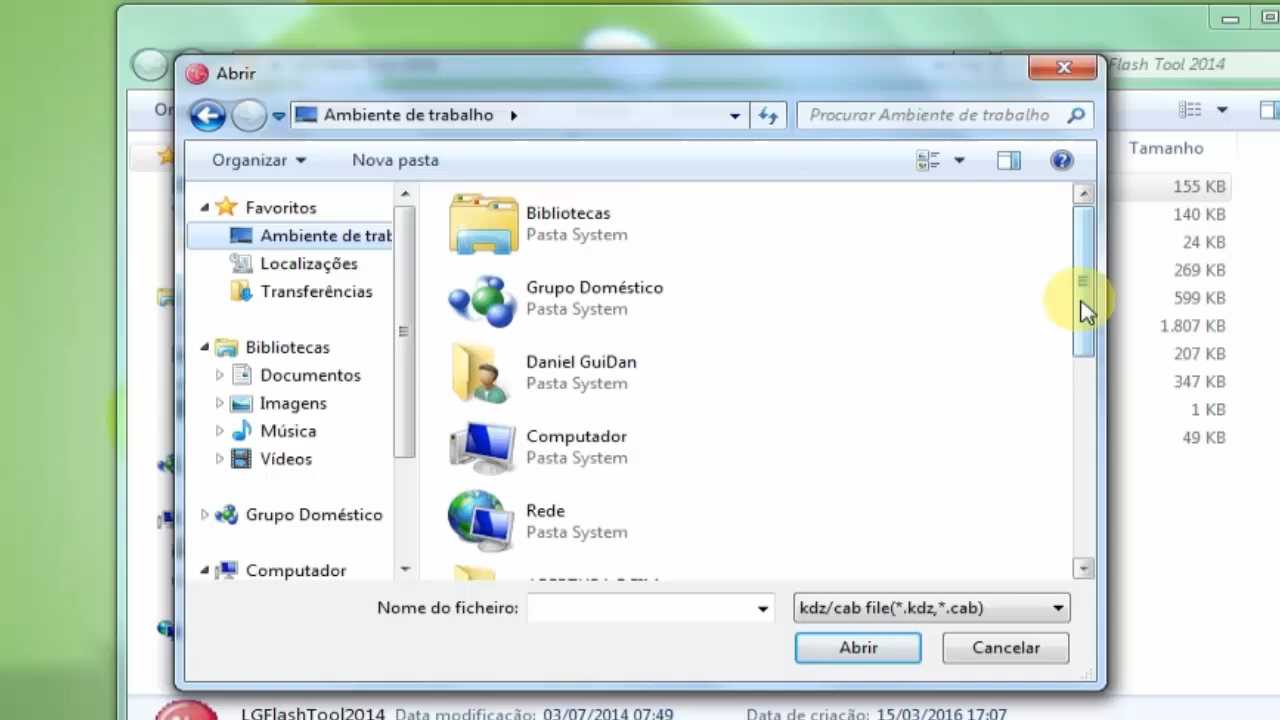 Abrir
Flash Tool 2014
Ambiente de trabalho
Procurar Ambiente de trabalho
Or
Organizar
Nova pasta
Tamanho
Favoritos
Ambiente de trab
Localizações
Transferências
Bibliotecas
Documentos
Imagens
Música
Vídeos
Grupo Doméstico
Computador
Bibliotecas
Pasta System
Grupo Doméstico
Pasta System
Daniel GuiDan
Pasta System
Computador
Pasta System
Rede
Pasta System
155 KB
140 KB
24 KB
269 KB
599 KB
1.807 KB
207 KB
347 KB
1 KB
49 KB
Nome do ficheiro:
kdz/cab file(*.kdz,*.cab)
Abrir
Cancelar
LGFlashTool2014 Data modificação: 03/07/2014 07:49 Data de criação: 15/03/2016 17:07